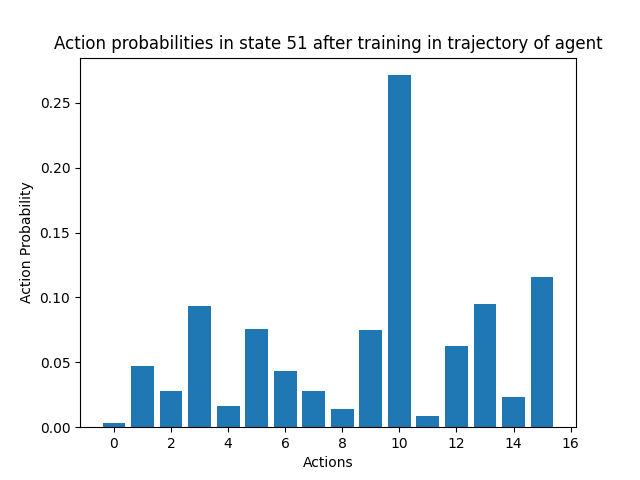 Action probabilities in state 51 after training in trajectory of agent
0.25
0.20
0.15
0.10
0.05
0.00
Action Probability
0 2 4 6 8 10 12 14 16
Actions